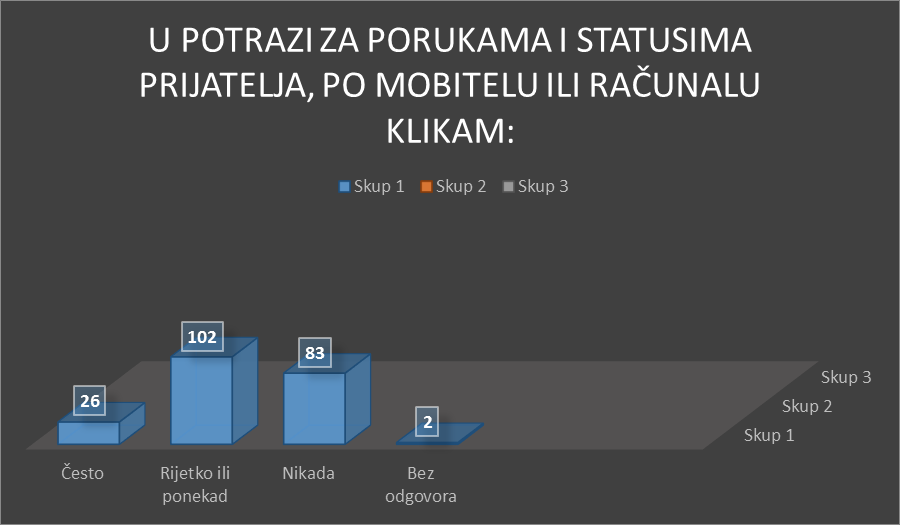 U POTRAZI ZA PORUKAMA I STATUSIMA
PRIJATELJA, PO MOBITELU ILI RAČUNALU
KLIKAM:
Skup 1 Skup 2 Skup 3
26
102
83
2
Skup 3
Skup 2
Skup 1
Često
Rijetko ili
ponekad
Nikada
Bez
odgovora